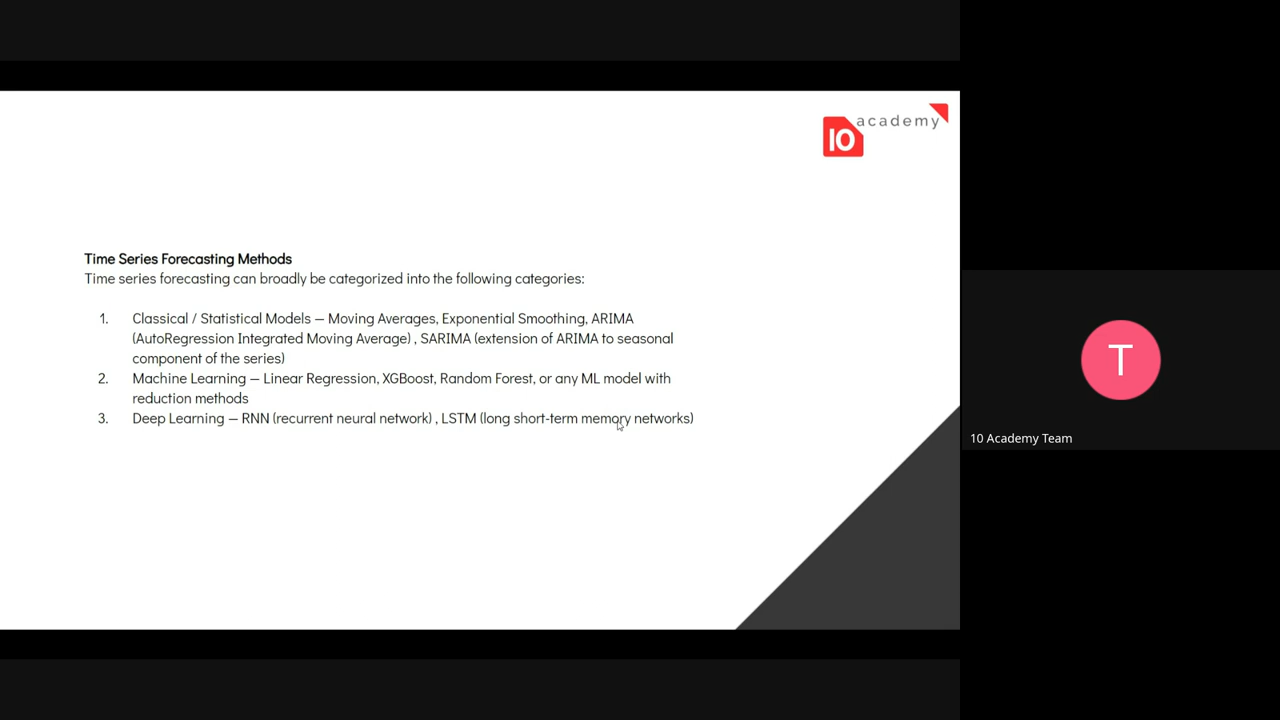 10 academy
Time Series Forecasting Methods
Time series forecasting can broadly be categorized into the following categories:
1. Classical / Statistical Models — Moving Averages, Exponential Smoothing, ARIMA
(AutoRegression Integrated Moving Average) , SARIMA (extension of ARIMA to seasonal
component of the series)
2. Machine Learning — Linear Regression, XGBoost, Random Forest, or any ML model with
reduction methods
3. Deep Learning — RNN (recurrent neural network) , LSTM (long short-term memory networks)
T
10 Academy Team